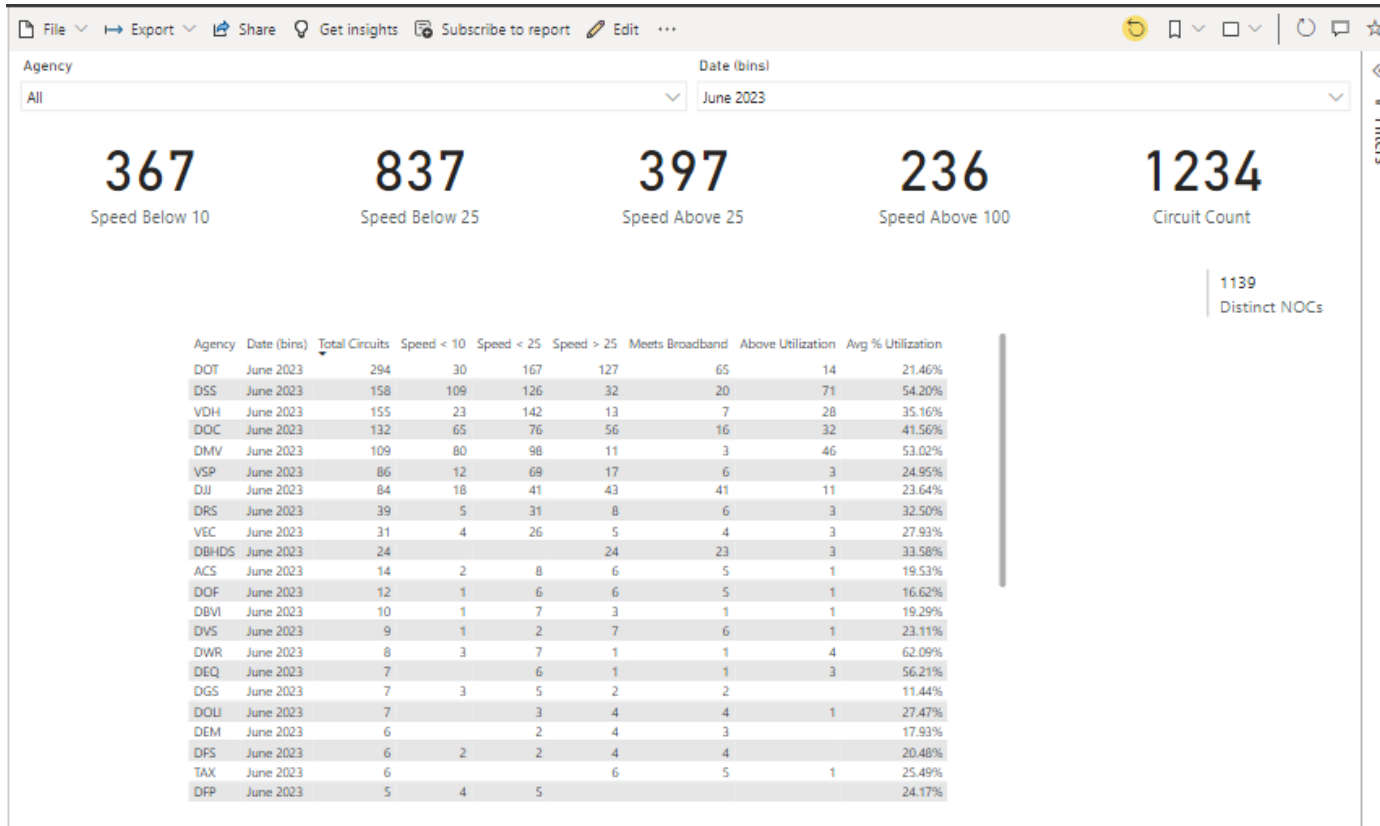 File Export Share Get insights Subscribe to report Edit ...
Agency Date (bins)
All June 2023
367 837 397 236 1234
Speed Below 10 Speed Below 25 Speed Above 25 Speed Above 100 Circuit Count
1139
Distinct NOCs
Agency Date (bins) Total Circuits Speed < 10 Speed < 25 Speed > 25 Meets Broadband Above Utilization Avg % Utilization
DOT June 2023 294 30 167 127 65 14 21.46%
DSS June 2023 158 109 126 32 20 71 54.20%
VDH June 2023 155 23 142 13 7 28 35.16%
DOC June 2023 132 65 76 56 16 32 41.56%
DMV June 2023 109 80 98 11 3 46 53.02%
VSP June 2023 86 12 69 17 6 3 24.95%
DJJ June 2023 84 18 41 43 41 11 23.64%
DRS June 2023 39 5 31 8 6 3 32.50%
VEC June 2023 31 4 26 5 4 3 27.93%
DBHDS June 2023 24 24 23 3 33.58%
ACS June 2023 14 2 8 6 5 1 19.53%
DOF June 2023 12 1 6 6 5 1 16.62%
DBVI June 2023 10 1 7 3 1 1 19.29%
DVS June 2023 9 1 2 7 6 1 23.11%
DWR June 2023 8 3 7 1 1 4 62.09%
DEQ June 2023 7 6 1 1 3 56.21%
DGS June 2023 7 3 5 2 2 11.44%
DOLI June 2023 7 3 4 4 1 27.47%
DEM June 2023 6 2 4 3 17.93%
DFS June 2023 6 2 2 4 4 20.48%
TAX June 2023 6 6 5 1 25.49%
DFP June 2023 5 4 5 24.17%